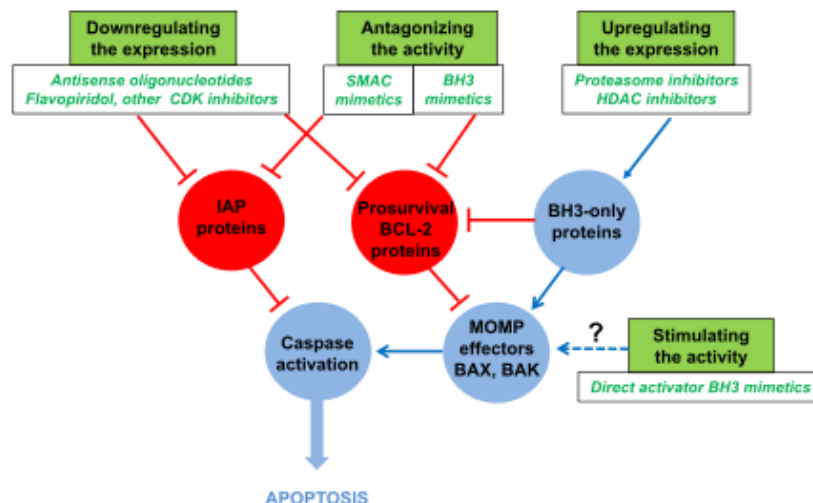 Downregulating
the expression
Antisense oligonucleotides
Flavopiridol, other CDK inhibitors
Antagonizing
the activity
SMAC
mimetics
BH3
mimetics
Upregulating
the expression
Proteasome inhibitors
HDAC inhibitors
IAP
proteins
Prosurvival
BCL-2
proteins
BH3-only
proteins
Caspase
activation
MOMP
effectors
BAX, BAK
?
Stimulating
the activity
Direct activator BH3 mimetics
APOPTOSIS